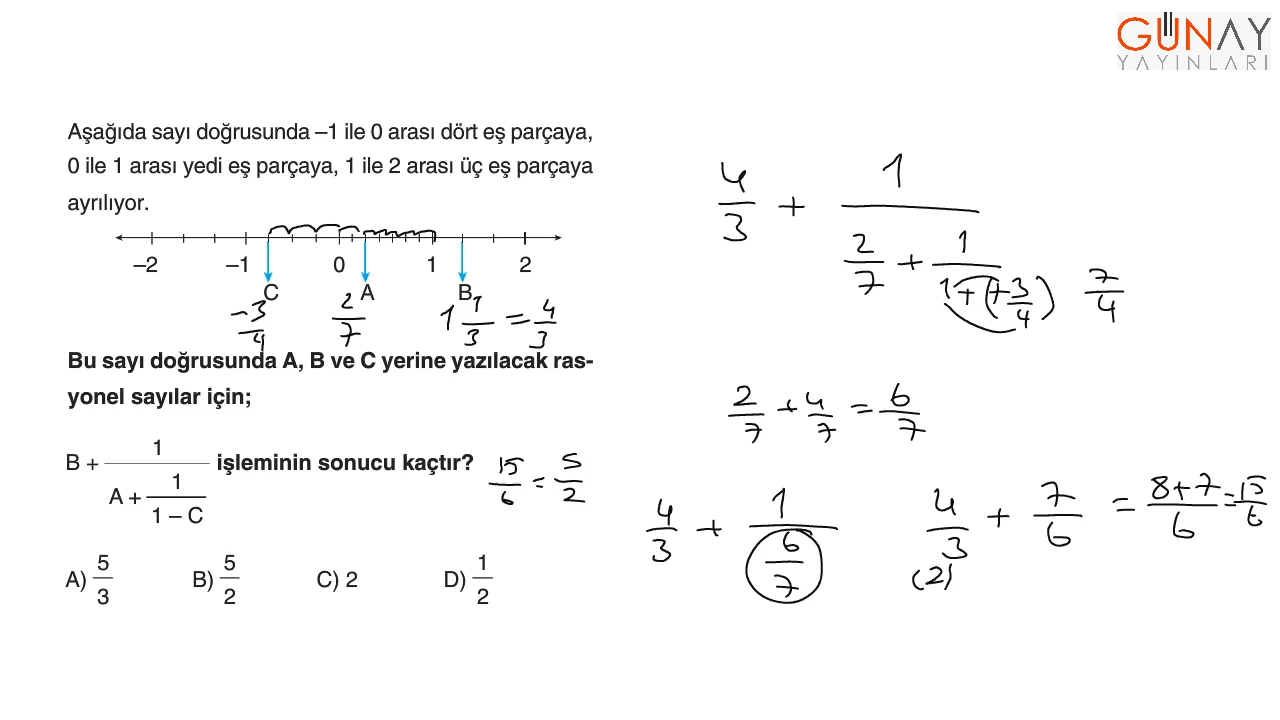 GÜNAY
YAYINLARI
Aşağıda sayı doğrusunda –1 ile 0 arası dört eş parçaya,
0 ile 1 arası yedi eş parçaya, 1 ile 2 arası üç eş parçaya
ayrılıyor.
–2 –1 0 1 2
C A B
-3/4 2/7 1 1/3 = 4/3
Bu sayı doğrusunda A, B ve C yerine yazılacak ras-
yonel sayılar için;
B + 1/(A + 1/(1 – C)) işleminin sonucu kaçtır? 15/6 = 5/2
A) 5/3 B) 5/2 C) 2 D) 1/2
4/3 + 1/(2/7 + 1/(1+(+3/4))) 7/4
2/7 + 4/7 = 6/7
4/3 + 1/(6/7) 4/3 + 7/6 = 8+7/6 = 15/6
(2)